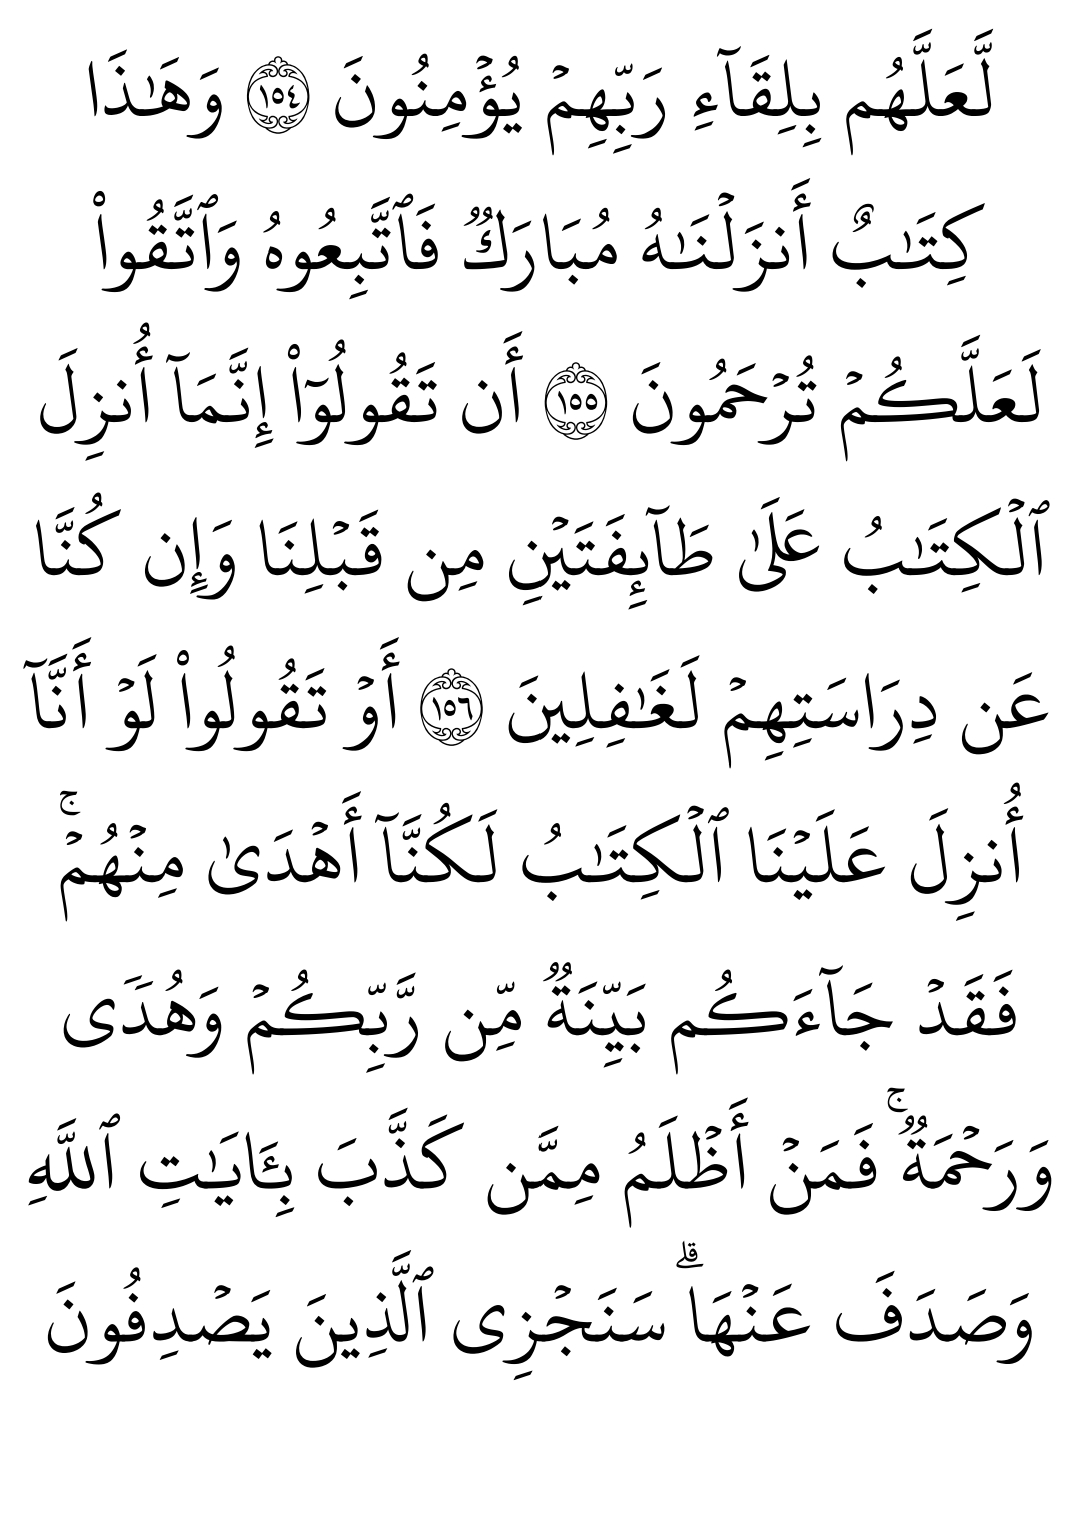 لَّعَلَّهُم بِلِقَآءِ رَبِّهِمۡ يُؤۡمِنُونَ ١٥٤ وَهَٰذَا
كِتَٰبٌ أَنزَلۡنَٰهُ مُبَارَكٞ فَٱتَّبِعُوهُ وَٱتَّقُواْ
لَعَلَّكُمۡ تُرۡحَمُونَ ١٥٥ أَن تَقُولُوٓاْ إِنَّمَآ أُنزِلَ
ٱلۡكِتَٰبُ عَلَىٰ طَآئِفَتَيۡنِ مِن قَبۡلِنَا وَإِن كُنَّا
عَن دِرَاسَتِهِمۡ لَغَٰفِلِينَ ١٥٦ أَوۡ تَقُولُواْ لَوۡ أَنَّآ
أُنزِلَ عَلَيۡنَا ٱلۡكِتَٰبُ لَكُنَّآ أَهۡدَىٰ مِنۡهُمۡۚ
فَقَدۡ جَآءَكُم بَيِّنَةٞ مِّن رَّبِّكُمۡ وَهُدٗى
وَرَحۡمَةٞۚ فَمَنۡ أَظۡلَمُ مِمَّن كَذَّبَ بِـَٔايَٰتِ ٱللَّهِ
وَصَدَفَ عَنۡهَاۗ سَنَجۡزِى ٱلَّذِينَ يَصۡدِفُونَ